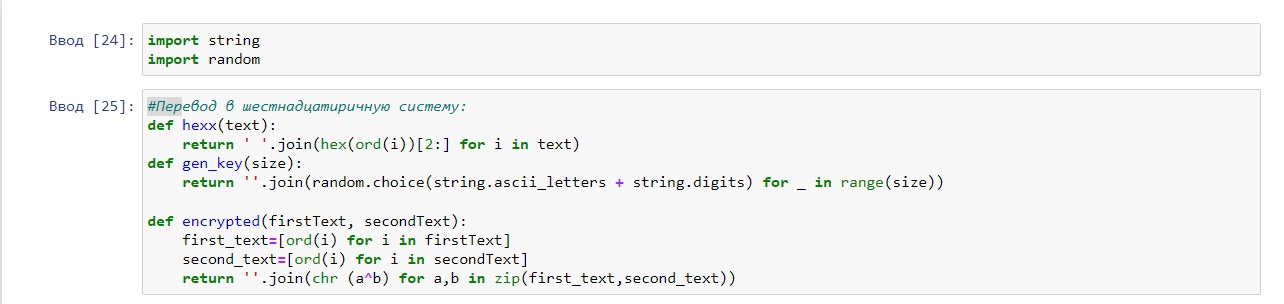 Ввод [24]: import string
import random
Ввод [25]: #Перевод в шестнадцатиричную систему:
def hexx(text):
    return ' '.join(hex(ord(i))[2:] for i in text)
def gen_key(size):
    return ''.join(random.choice(string.ascii_letters + string.digits) for _ in range(size))

def encrypted(firstText, secondText):
    first_text=[ord(i) for i in firstText]
    second_text=[ord(i) for i in secondText]
    return ''.join(chr (a^b) for a,b in zip(first_text,second_text))